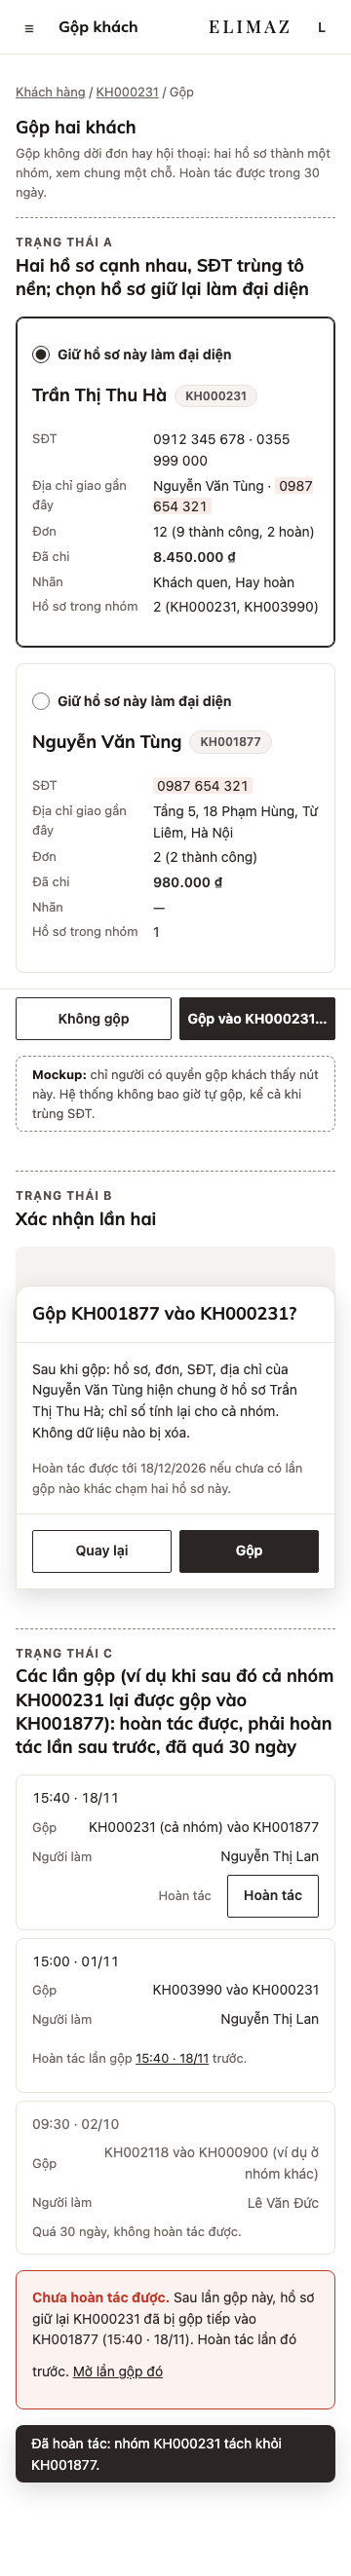 ≡ Gộp khách ELIMAZ L
Khách hàng / KH000231 / Gộp
Gộp hai khách
Gộp không dời đơn hay hội thoại: hai hồ sơ thành một
nhóm, xem chung một chỗ. Hoàn tác được trong 30
ngày.
TRẠNG THÁI A
Hai hồ sơ cạnh nhau, SĐT trùng tô
nền; chọn hồ sơ giữ lại làm đại diện
Giữ hồ sơ này làm đại diện
Trần Thị Thu Hà KH000231
SĐT 0912 345 678 · 0355
999 000
Địa chỉ giao gần
đây
Nguyễn Văn Tùng · 0987
654 321
Đơn 12 (9 thành công, 2 hoàn)
Đã chi 8.450.000 ₫
Nhãn Khách quen, Hay hoàn
Hồ sơ trong nhóm 2 (KH000231, KH003990)
Giữ hồ sơ này làm đại diện
Nguyễn Văn Tùng KH001877
SĐT 0987 654 321
Địa chỉ giao gần
đây
Tầng 5, 18 Phạm Hùng, Từ
Liêm, Hà Nội
Đơn 2 (2 thành công)
Đã chi 980.000 ₫
Nhãn —
Hồ sơ trong nhóm 1
Không gộp Gộp vào KH000231...
Mockup: chỉ người có quyền gộp khách thấy nút
này. Hệ thống không bao giờ tự gộp, kể cả khi
trùng SĐT.
TRẠNG THÁI B
Xác nhận lần hai
Gộp KH001877 vào KH000231?
Sau khi gộp: hồ sơ, đơn, SĐT, địa chỉ của
Nguyễn Văn Tùng hiện chung ở hồ sơ Trần
Thị Thu Hà; chỉ số tính lại cho cả nhóm.
Không dữ liệu nào bị xóa.
Hoàn tác được tới 18/12/2026 nếu chưa có lần
gộp nào khác chạm hai hồ sơ này.
Quay lại Gộp
TRẠNG THÁI C
Các lần gộp (ví dụ khi sau đó cả nhóm
KH000231 lại được gộp vào
KH001877): hoàn tác được, phải hoàn
tác lần sau trước, đã quá 30 ngày
15:40 · 18/11
Gộp KH000231 (cả nhóm) vào KH001877
Người làm Nguyễn Thị Lan
Hoàn tác Hoàn tác
15:00 · 01/11
Gộp KH003990 vào KH000231
Người làm Nguyễn Thị Lan
Hoàn tác lần gộp 15:40 · 18/11 trước.
09:30 · 02/10
Gộp KH002118 vào KH000900 (ví dụ ở
nhóm khác)
Người làm Lê Văn Đức
Quá 30 ngày, không hoàn tác được.
Chưa hoàn tác được. Sau lần gộp này, hồ sơ
giữ lại KH000231 đã bị gộp tiếp vào
KH001877 (15:40 · 18/11). Hoàn tác lần đó
trước. Mở lần gộp đó
Đã hoàn tác: nhóm KH000231 tách khỏi
KH001877.